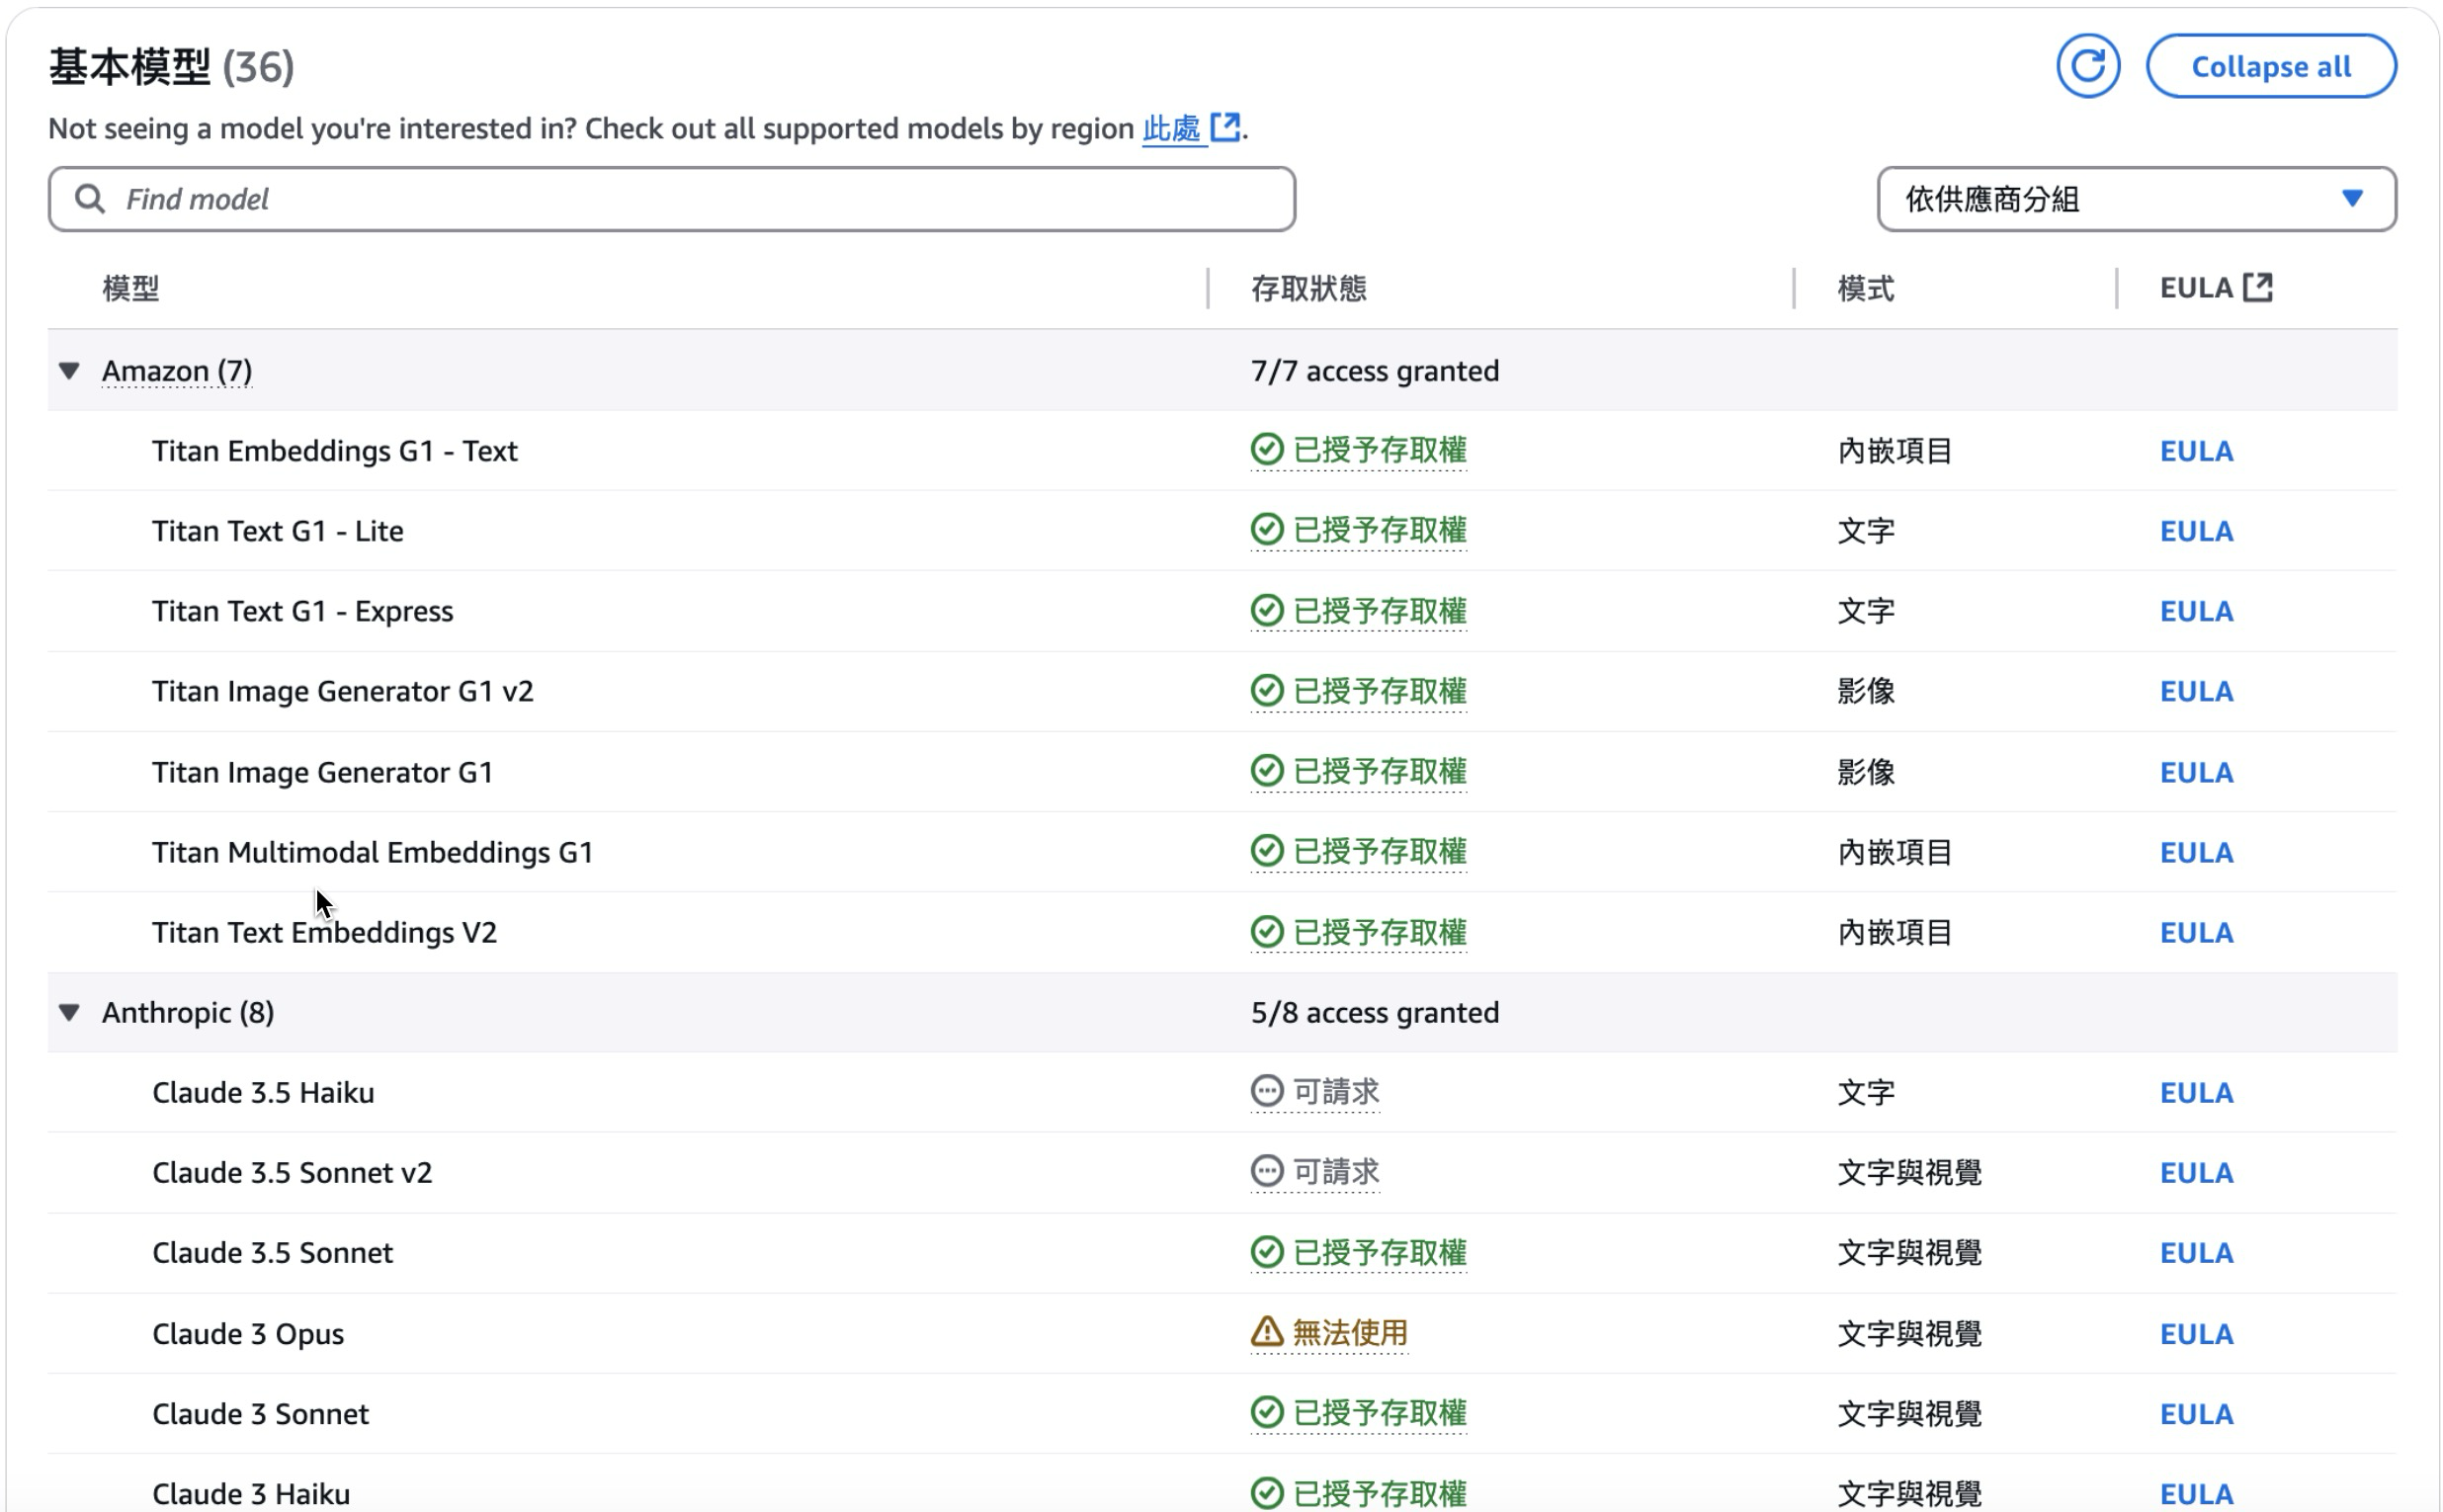 基本模型 (36)
Collapse all
Not seeing a model you're interested in? Check out all supported models by region 此處.
Find model
依供應商分組
模型 存取狀態 模式 EULA
Amazon (7) 7/7 access granted
Titan Embeddings G1 - Text 已授予存取權 內嵌項目 EULA
Titan Text G1 - Lite 已授予存取權 文字 EULA
Titan Text G1 - Express 已授予存取權 文字 EULA
Titan Image Generator G1 v2 已授予存取權 影像 EULA
Titan Image Generator G1 已授予存取權 影像 EULA
Titan Multimodal Embeddings G1 已授予存取權 內嵌項目 EULA
Titan Text Embeddings V2 已授予存取權 內嵌項目 EULA
Anthropic (8) 5/8 access granted
Claude 3.5 Haiku 可請求 文字 EULA
Claude 3.5 Sonnet v2 可請求 文字與視覺 EULA
Claude 3.5 Sonnet 已授予存取權 文字與視覺 EULA
Claude 3 Opus 無法使用 文字與視覺 EULA
Claude 3 Sonnet 已授予存取權 文字與視覺 EULA
Claude 3 Haiku 已授予存取權 文字與視覺 EULA